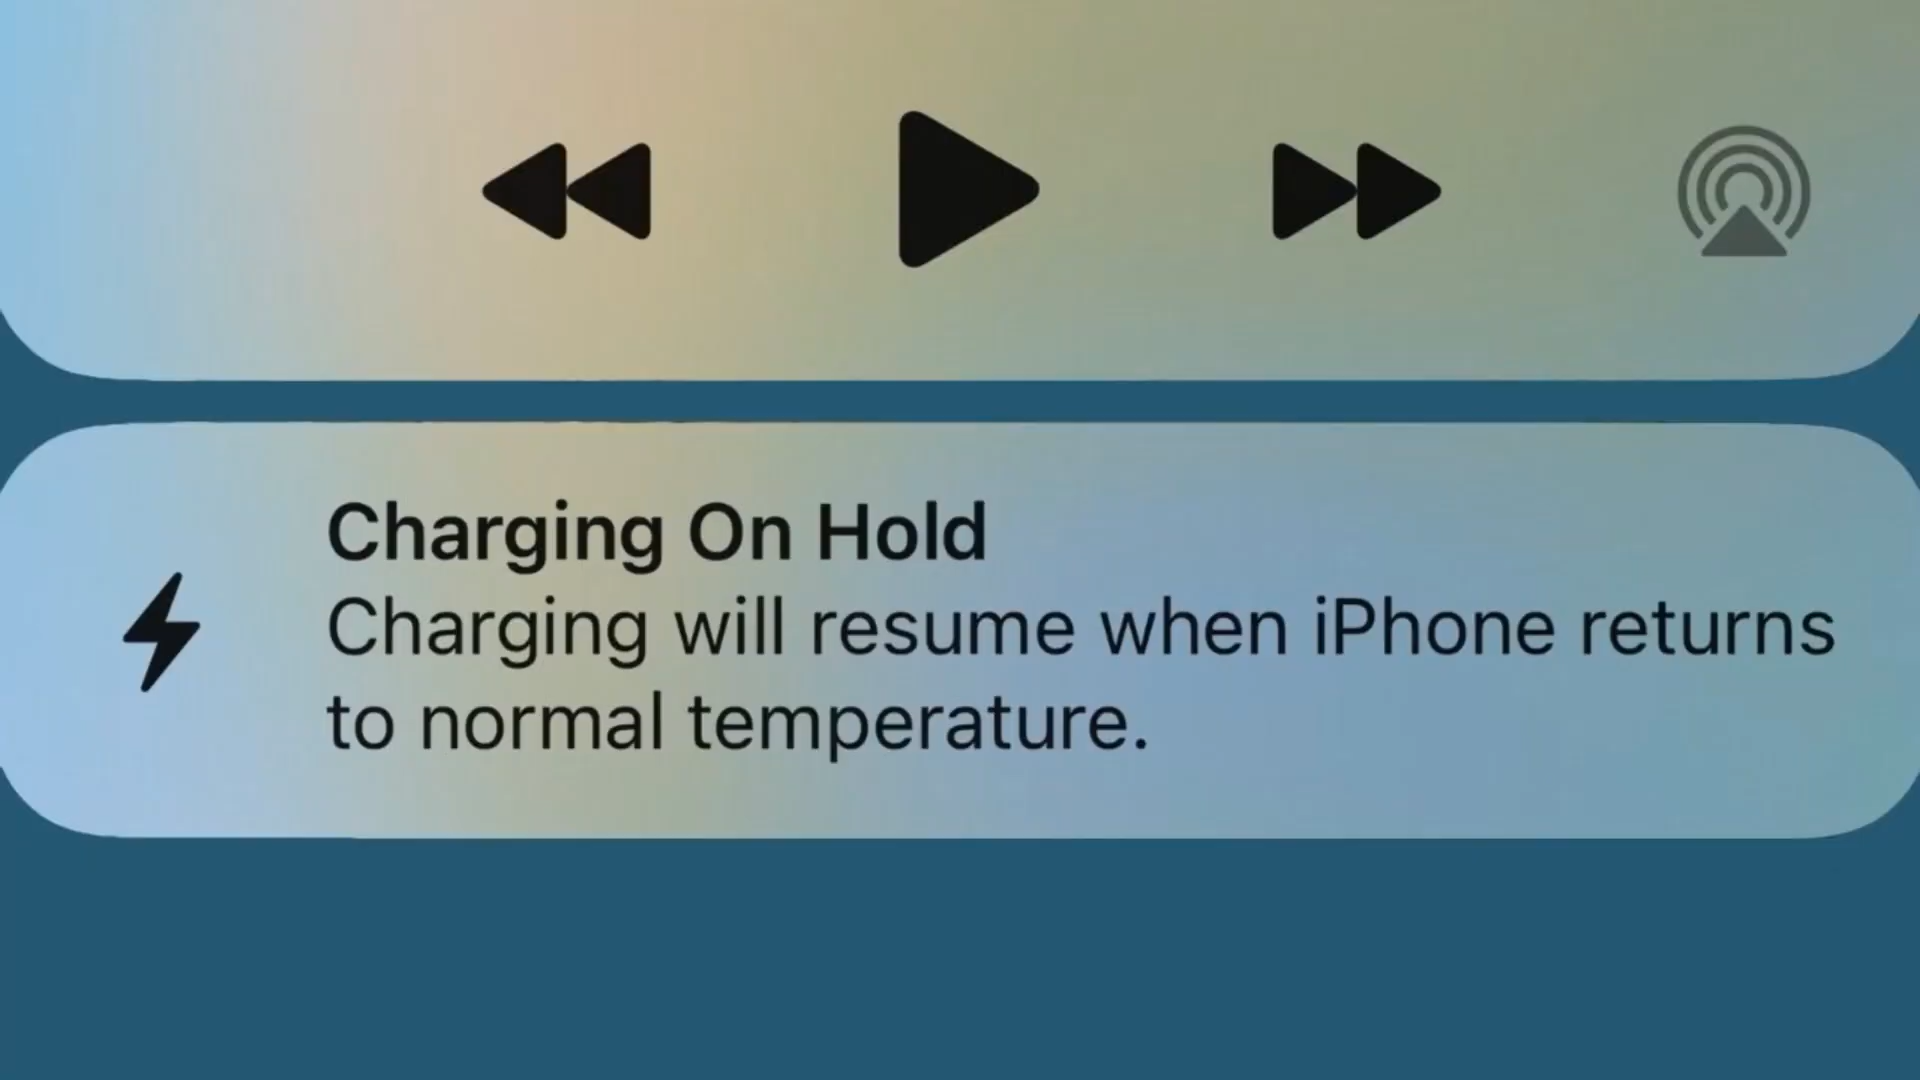 Charging On Hold
Charging will resume when iPhone returns
to normal temperature.